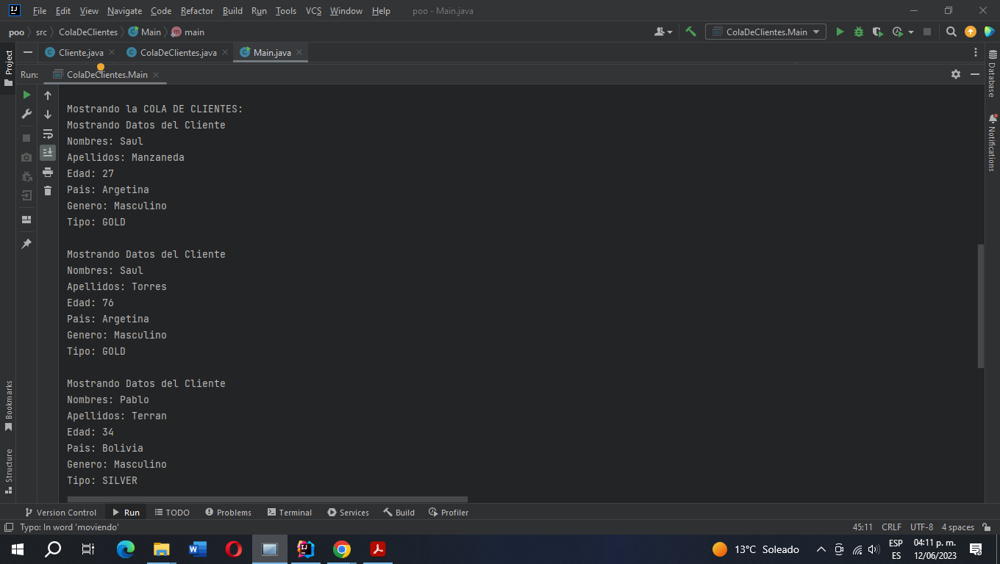 File Edit View Navigate Code Refactor Build Run Tools VCS Window Help poo - Main.java
poo src ColaDeClientes Main main ColaDeClientes.Main
Project
Cliente.java ColaDeClientes.java Main.java
Run: ColaDeClientes.Main
Database
Notifications
Mostrando la COLA DE CLIENTES:
Mostrando Datos del Cliente
Nombres: Saul
Apellidos: Manzaneda
Edad: 27
Pais: Argetina
Genero: Masculino
Tipo: GOLD
Mostrando Datos del Cliente
Nombres: Saul
Apellidos: Torres
Edad: 76
Pais: Argetina
Genero: Masculino
Tipo: GOLD
Mostrando Datos del Cliente
Nombres: Pablo
Apellidos: Terran
Edad: 34
Pais: Bolivia
Genero: Masculino
Tipo: SILVER
Bookmarks
Structure
Version Control Run TODO Problems Terminal Services Build Profiler
Typo: In word 'moviendo' 45:11 CRLF UTF-8 4 spaces
13°C Soleado ESP 04:11 p. m.
ES 12/06/2023